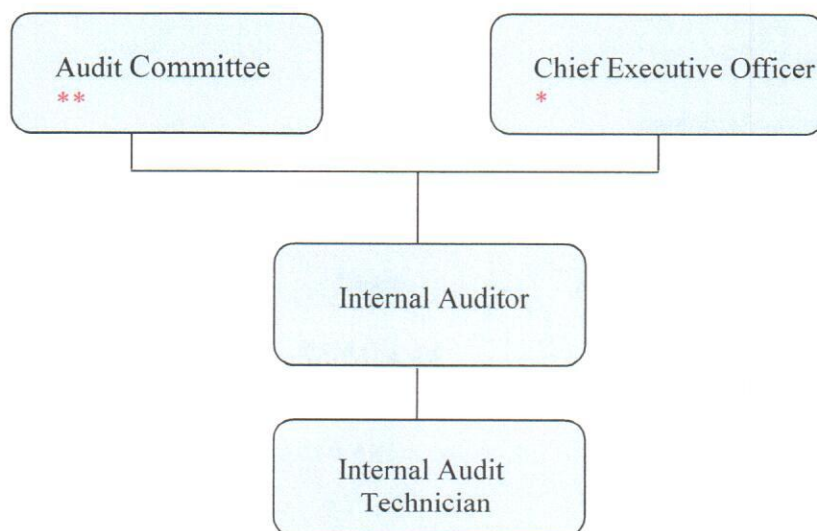 Audit Committee
**
Chief Executive Officer
*
Internal Auditor
Internal Audit
Technician